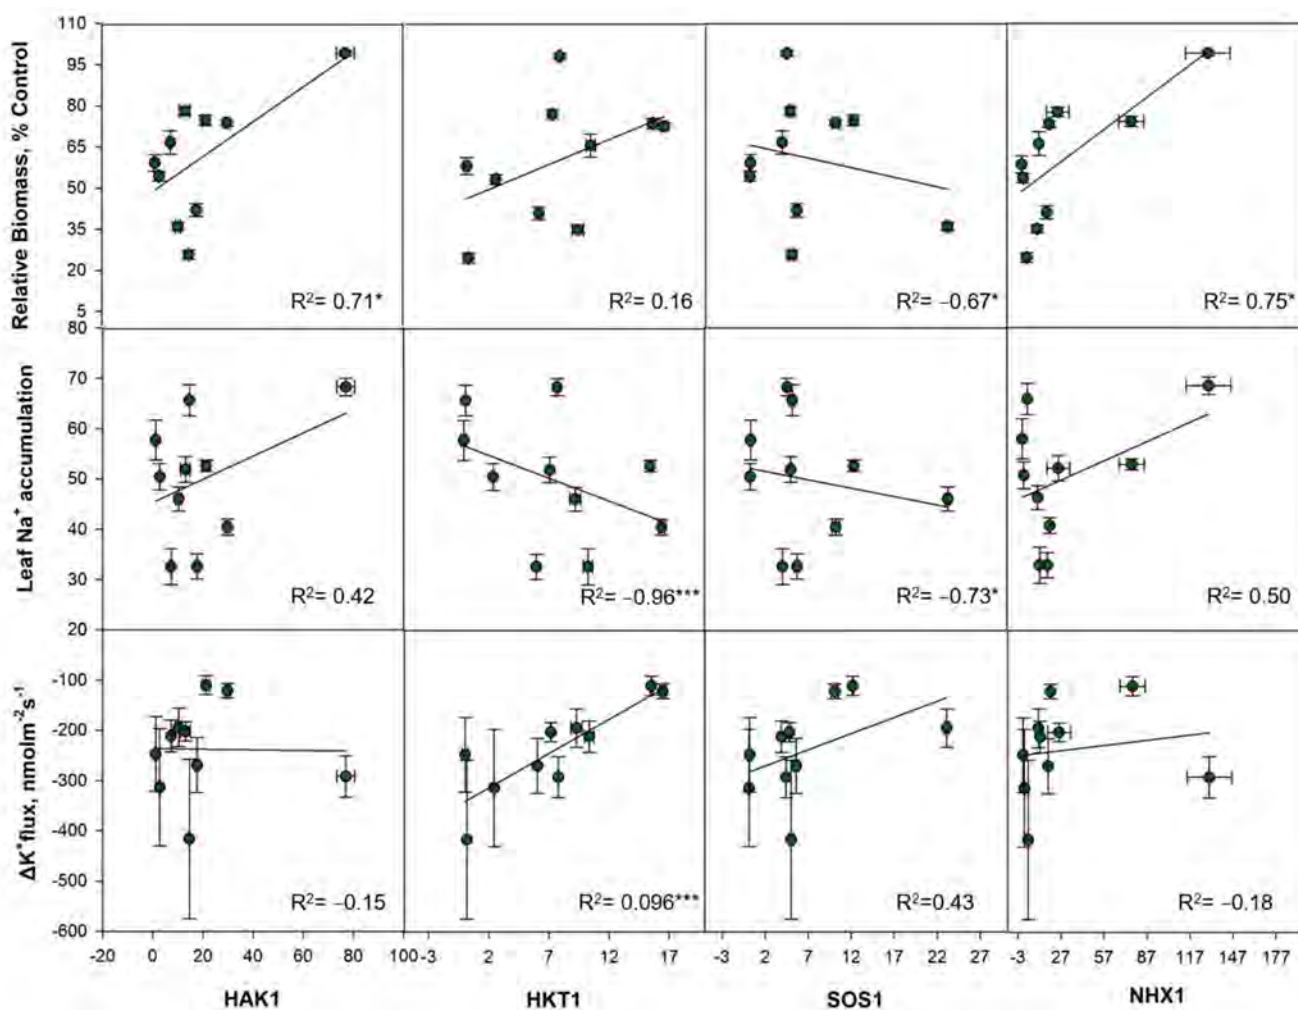 Relative Biomass, % Control
110
95
80
65
50
35
20
5
R²= 0.71*
R²= 0.16
R²= −0.67*
R²= 0.75*
Leaf Na⁺ accumulation
80
70
60
50
40
30
20
R²= 0.42
R²= −0.96***
R²= −0.73*
R²= 0.50
ΔK⁺flux, nmolm⁻²s⁻¹
-100
-200
-300
-400
-500
-600
R²= −0.15
R²= 0.096***
R²=0.43
R²= −0.18
-20 0 20 40 60 80 100
-3 2 7 12 17
-3 2 7 12 17 22 27
-3 27 57 87 117 147 177
HAK1 HKT1 SOS1 NHX1